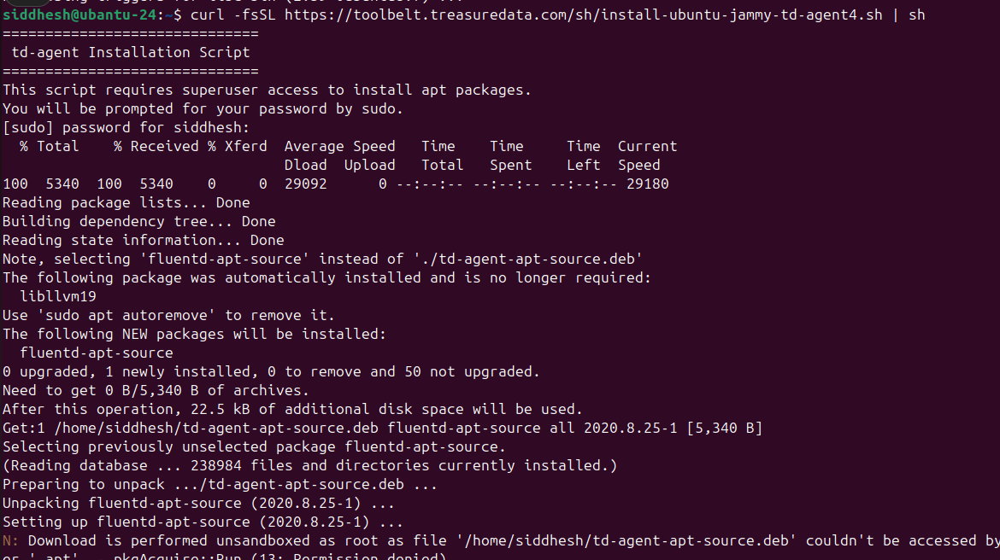 siddhesh@ubantu-24:~$ curl -fsSL https://toolbelt.treasuredata.com/sh/install-ubuntu-jammy-td-agent4.sh | sh
==============================
 td-agent Installation Script
==============================
This script requires superuser access to install apt packages.
You will be prompted for your password by sudo.
[sudo] password for siddhesh:
  % Total    % Received % Xferd  Average Speed   Time    Time     Time  Current
                                 Dload  Upload   Total   Spent    Left  Speed
100  5340  100  5340    0     0  29092      0 --:--:-- --:--:-- --:--:-- 29180
Reading package lists... Done
Building dependency tree... Done
Reading state information... Done
Note, selecting 'fluentd-apt-source' instead of './td-agent-apt-source.deb'
The following package was automatically installed and is no longer required:
  libllvm19
Use 'sudo apt autoremove' to remove it.
The following NEW packages will be installed:
  fluentd-apt-source
0 upgraded, 1 newly installed, 0 to remove and 50 not upgraded.
Need to get 0 B/5,340 B of archives.
After this operation, 22.5 kB of additional disk space will be used.
Get:1 /home/siddhesh/td-agent-apt-source.deb fluentd-apt-source all 2020.8.25-1 [5,340 B]
Selecting previously unselected package fluentd-apt-source.
(Reading database ... 238984 files and directories currently installed.)
Preparing to unpack .../td-agent-apt-source.deb ...
Unpacking fluentd-apt-source (2020.8.25-1) ...
Setting up fluentd-apt-source (2020.8.25-1) ...
N: Download is performed unsandboxed as root as file '/home/siddhesh/td-agent-apt-source.deb' couldn't be accessed by
er '_apt'. - pkgAcquire::Run (13: Permission denied)